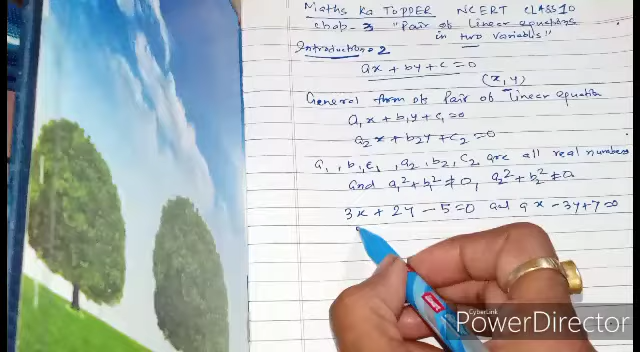 Maths Ka TOPPER NCERT CLASS 10
Chap- 3 "Pair of Linear equations
in two variables"
Introduction:-2
ax + by + c = 0
(x, y)
General form of Pair of linear equation
a₁x + b₁y + c₁ = 0
a₂x + b₂y + c₂ = 0
a₁, b₁, c₁, a₂, b₂, c₂ are all real numbers
and a₁² + b₁² ≠ 0, a₂² + b₂² ≠ 0
3x + 2y - 5 = 0 and 9x - 3y + 7 = 0
CyberLink
PowerDirector